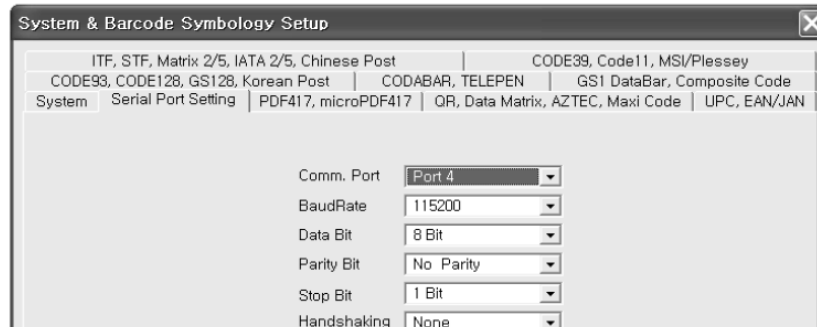 System & Barcode Symbology Setup
ITF, STF, Matrix 2/5, IATA 2/5, Chinese Post CODE39, Code11, MSI/Plessey
CODE93, CODE128, GS128, Korean Post CODABAR, TELEPEN GS1 DataBar, Composite Code
System Serial Port Setting PDF417, microPDF417 QR, Data Matrix, AZTEC, Maxi Code UPC, EAN/JAN
Comm. Port Port 4
BaudRate 115200
Data Bit 8 Bit
Parity Bit No Parity
Stop Bit 1 Bit
Handshaking None